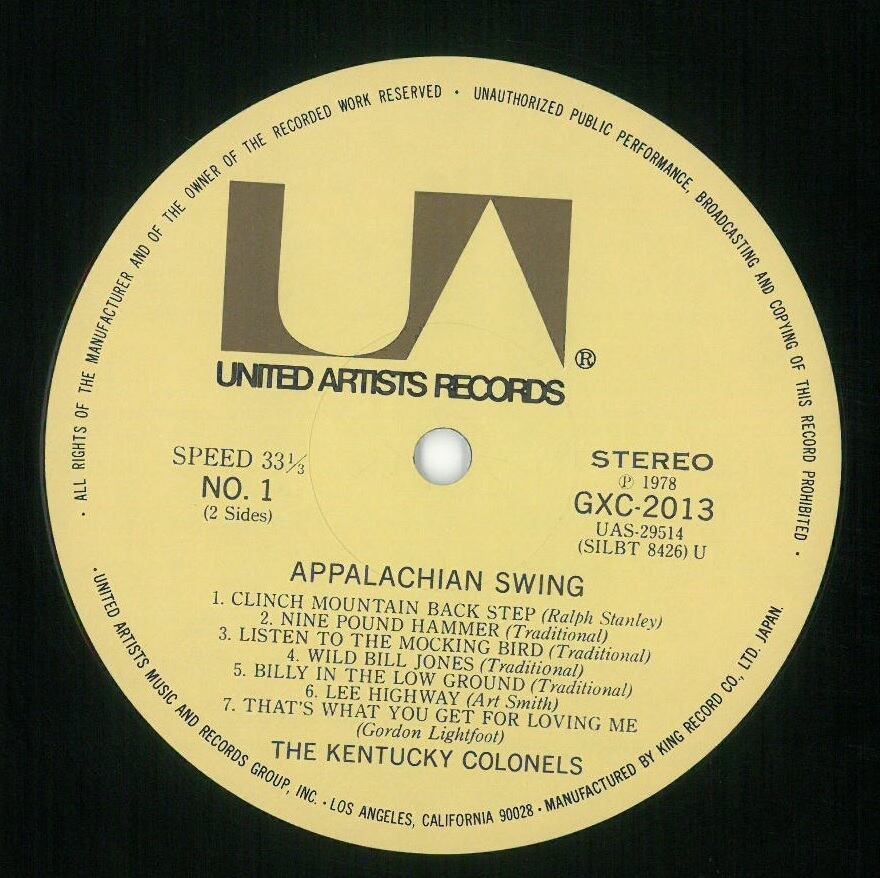 · ALL RIGHTS OF THE MANUFACTURER AND OF THE OWNER OF THE RECORDED WORK RESERVED · UNAUTHORIZED PUBLIC PERFORMANCE, BROADCASTING AND COPYING OF THIS RECORD PROHIBITED ·
UA ®
UNITED ARTISTS RECORDS
SPEED 33⅓
NO. 1
(2 Sides)
STEREO
Ⓟ 1978
GXC-2013
UAS-29514
(SILBT 8426) U
APPALACHIAN SWING
1. CLINCH MOUNTAIN BACK STEP (Ralph Stanley)
2. NINE POUND HAMMER (Traditional)
3. LISTEN TO THE MOCKING BIRD (Traditional)
4. WILD BILL JONES (Traditional)
5. BILLY IN THE LOW GROUND (Traditional)
6. LEE HIGHWAY (Art Smith)
7. THAT'S WHAT YOU GET FOR LOVING ME
(Gordon Lightfoot)
THE KENTUCKY COLONELS
· UNITED ARTISTS MUSIC AND RECORDS GROUP, INC. · LOS ANGELES, CALIFORNIA 90028 · MANUFACTURED BY KING RECORD CO., LTD. JAPAN.